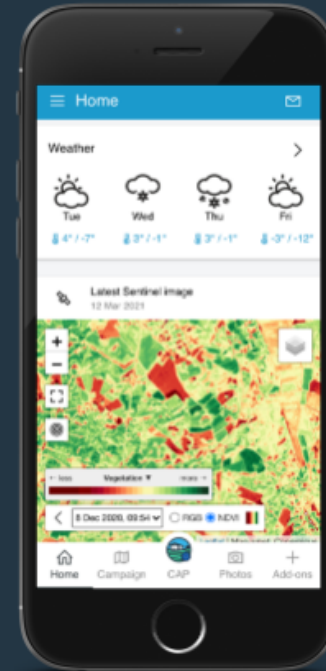 Home
Weather
Tue Wed Thu Fri
4° / -7° 3° / -1° 3° / -1° -3° / -12°
Latest Sentinel image
12 Mar 2021
+
−
← less Vegetation ▼ more →
8 Dec 2020, 09:54 RGB NDVI
Home Campaign CAP Photos Add-ons